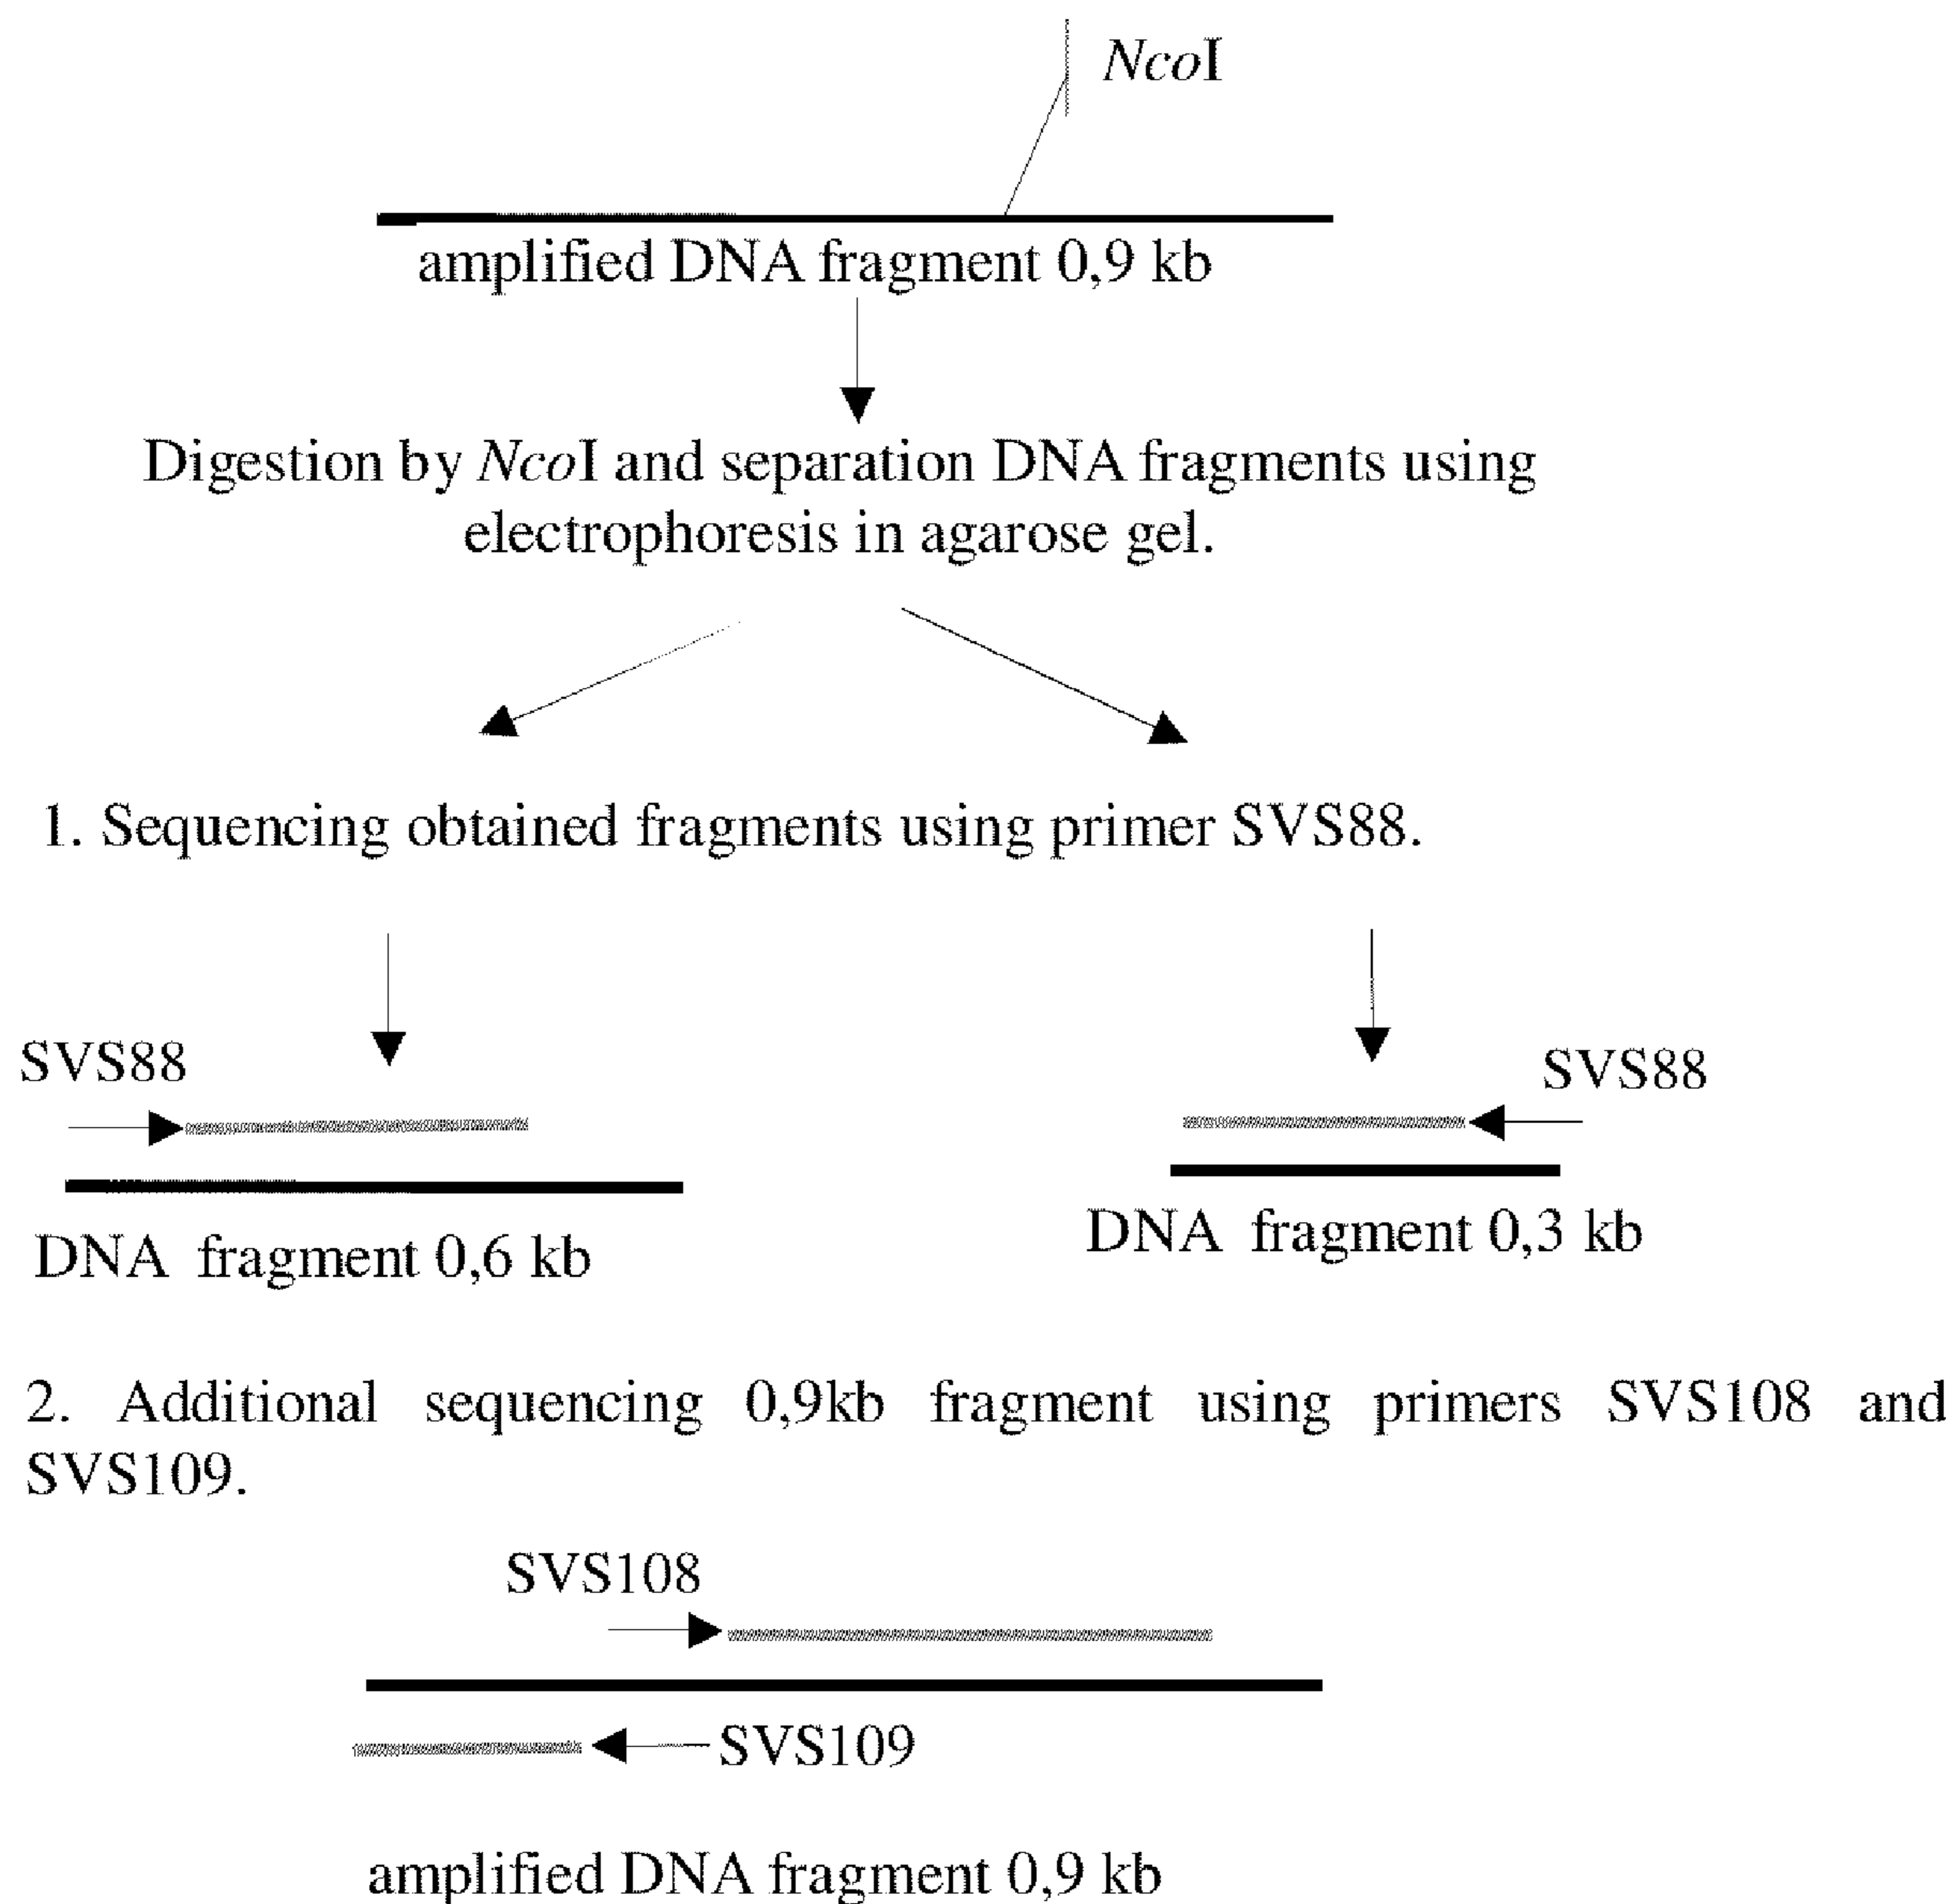 NcoI
amplified DNA fragment 0,9 kb
Digestion by NcoI and separation DNA fragments using
electrophoresis in agarose gel.
1. Sequencing obtained fragments using primer SVS88.
SVS88
SVS88
DNA fragment 0,6 kb
DNA fragment 0,3 kb
2. Additional sequencing 0,9kb fragment using primers SVS108 and
SVS109.
SVS108
SVS109
amplified DNA fragment 0,9 kb